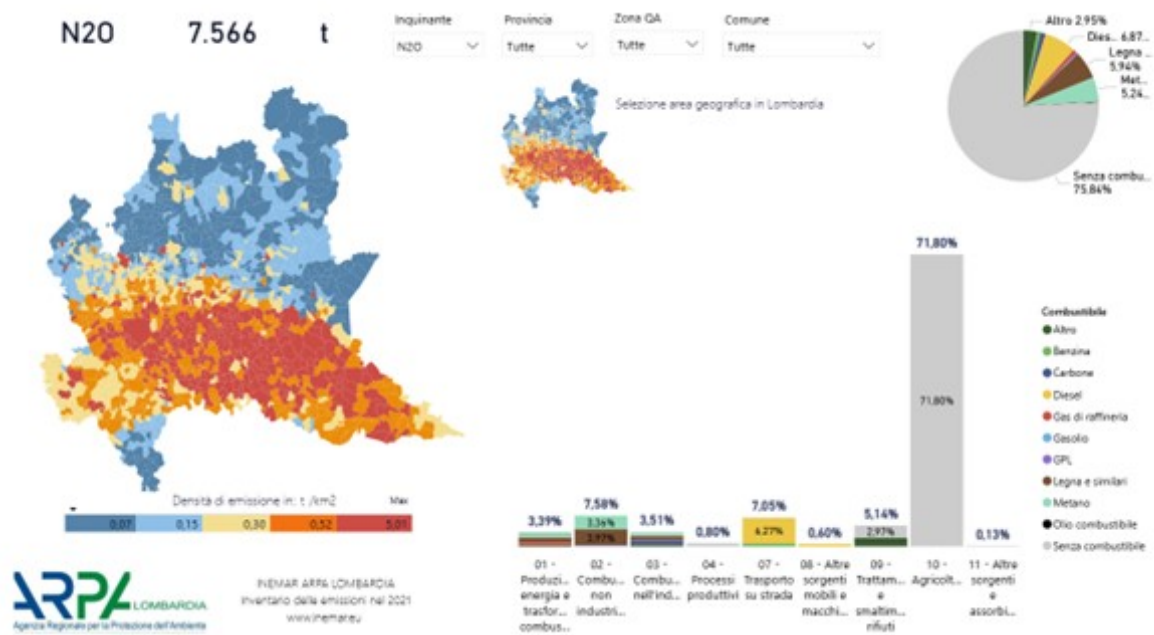 N2O 7.566 t
Inquinante Provincia Zona QA Comune
N2O Tutte Tutte Tutte
Selezione area geografica in Lombardia
Altro 2.95%
Dies... 6,87...
Legna ...
5,94%
Met...
5,24...
Senza combu...
75,84%
71,80%
71,80%
Combustibile
Altro
Benzina
Carbone
Diesel
Gas di raffineria
Gasolio
GPL
Legna e similari
Metano
Olio combustibile
Senza combustibile
Densità di emissione in: t /km2 Max
0,07 0,15 0,30 0,52 5,01
3,39% 7,58% 3,51% 0,80% 7,05% 0,60% 5,14% 0,13%
3,36% 6,27% 2,97%
3,97%
01 - 02 - 03 - 04 - 07 - 08 - Altre 09 - 10 - 11 - Altre
Produzi... Combu... Combu... Processi Trasporto sorgenti Trattam... Agricolt... sorgenti
energia e non nell'ind... produttivi su strada mobili e e e
trasfor... industri... macchi... smaltim... assorbi...
combus... rifiuti
ARPA LOMBARDIA
Agenzia Regionale per la Protezione dell'Ambiente
INEMAR ARPA LOMBARDIA
Inventario delle emissioni nel 2021
www.inemar.eu